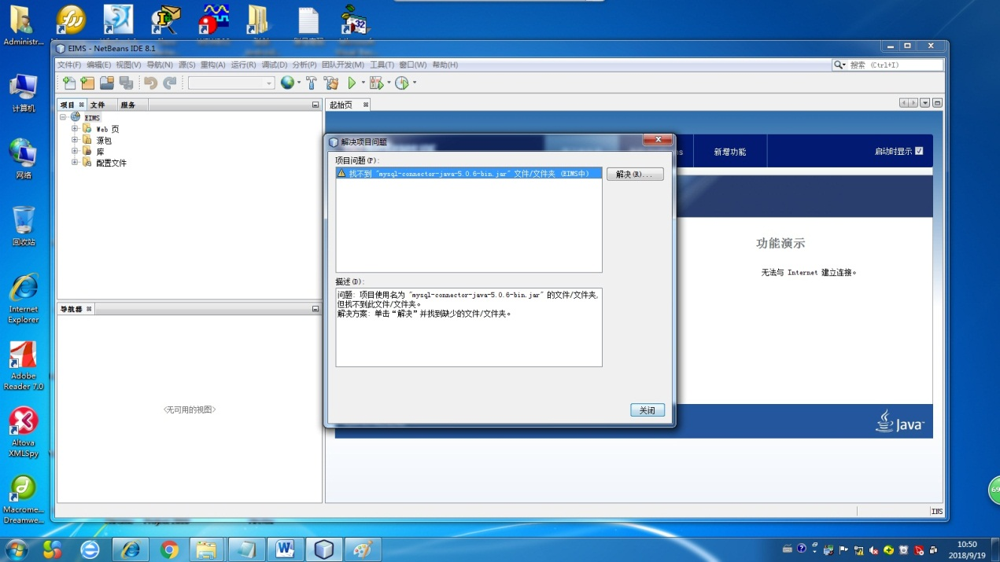 Administr...
32
计算机
网络
回收站
Internet
Explorer
Adobe
Reader 7.0
Altova
XMLSpy
Macrome...
Dreamwe...
EIMS - NetBeans IDE 8.1
文件(F) 编辑(E) 视图(V) 导航(N) 源(S) 重构(A) 运行(R) 调试(D) 分析(P) 团队开发(M) 工具(T) 窗口(W) 帮助(H)
搜索 (Ctrl+I)
项目 文件 服务
起始页
EIMS
Web 页
源包
库
配置文件
导航器
<无可用的视图>
新增功能
启动时显示
功能演示
无法与 Internet 建立连接。
Java
解决项目问题
项目问题(P):
找不到 "mysql-connector-java-5.0.6-bin.jar" 文件/文件夹 (EIMS中)
解决(R)...
描述(D):
问题: 项目使用名为 "mysql-connector-java-5.0.6-bin.jar" 的文件/文件夹,
但找不到此文件/文件夹。
解决方案: 单击“解决”并找到缺少的文件/文件夹。
关闭
INS
69
10:50
2018/9/19